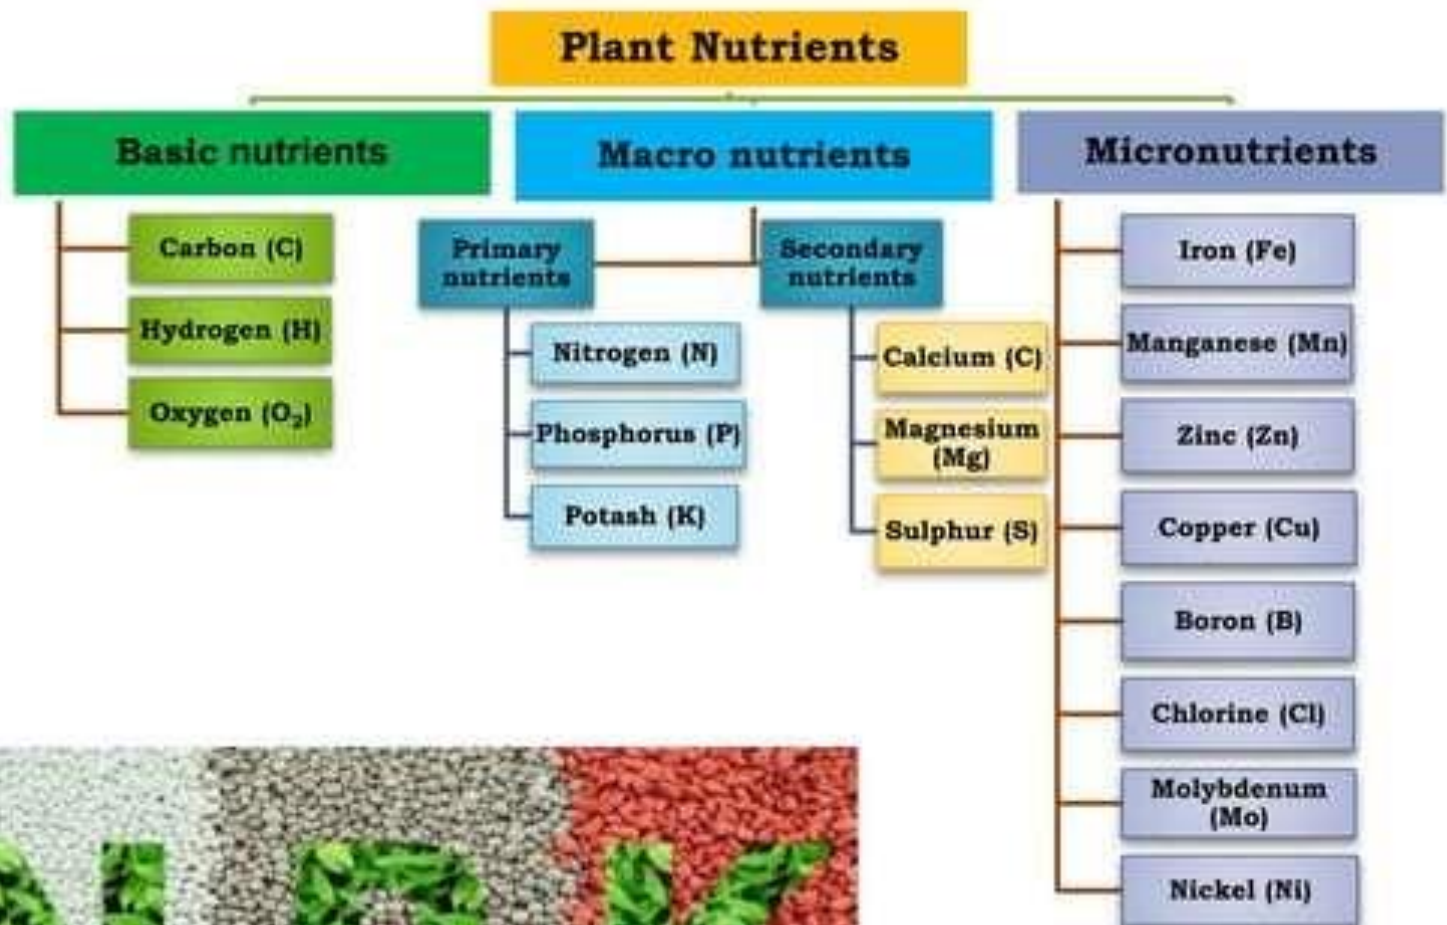 Plant Nutrients
Basic nutrients
Carbon (C)
Hydrogen (H)
Oxygen (O₂)
Macro nutrients
Primary
nutrients
Nitrogen (N)
Phosphorus (P)
Potash (K)
Secondary
nutrients
Calcium (C)
Magnesium
(Mg)
Sulphur (S)
Micronutrients
Iron (Fe)
Manganese (Mn)
Zinc (Zn)
Copper (Cu)
Boron (B)
Chlorine (Cl)
Molybdenum
(Mo)
Nickel (Ni)
N P K